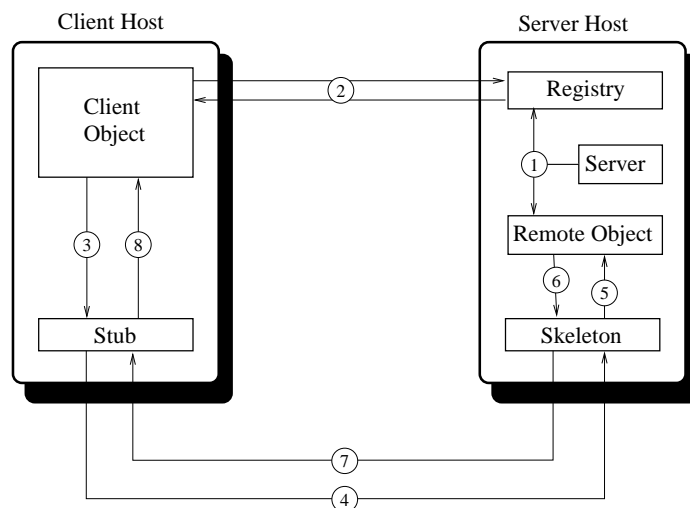 Client Host
Server Host
Client
Object
2
Registry
1
Server
3
8
Remote Object
6
5
Stub
Skeleton
7
4